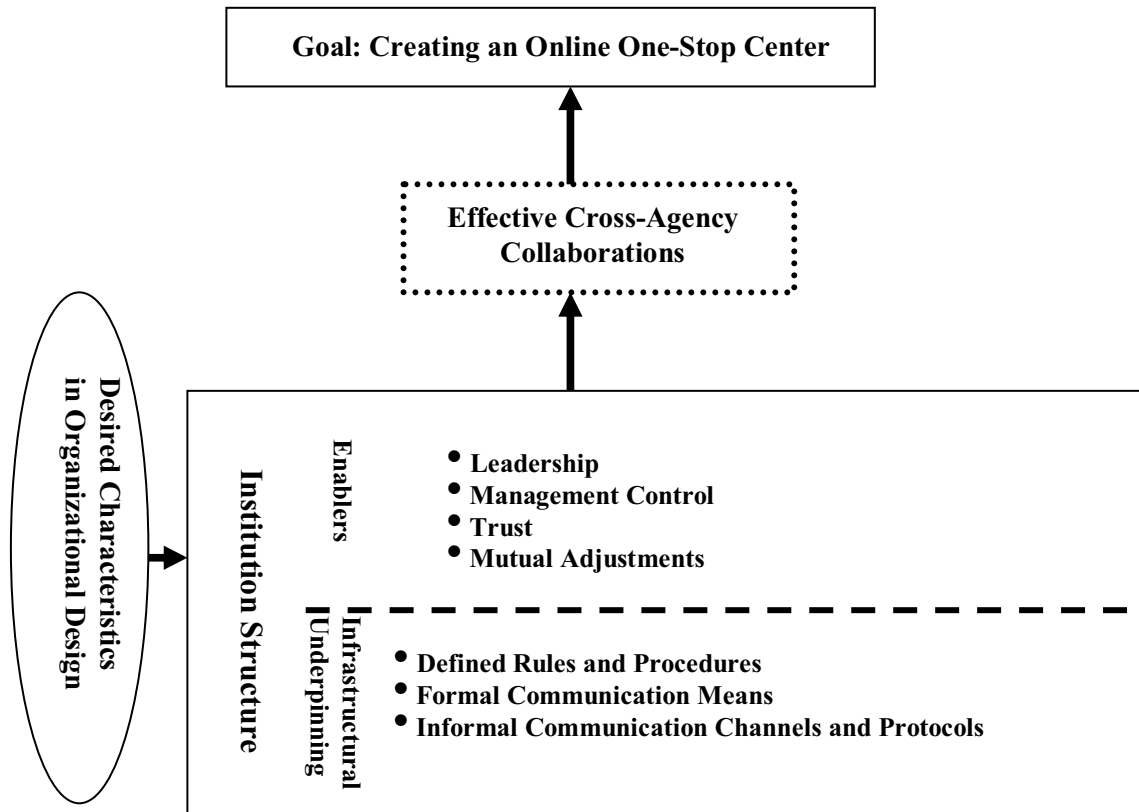 Goal: Creating an Online One-Stop Center
Effective Cross-Agency
Collaborations
Desired Characteristics
in Organizational Design
Institution Structure
Enablers
• Leadership
• Management Control
• Trust
• Mutual Adjustments
Infrastructural
Underpinning
• Defined Rules and Procedures
• Formal Communication Means
• Informal Communication Channels and Protocols